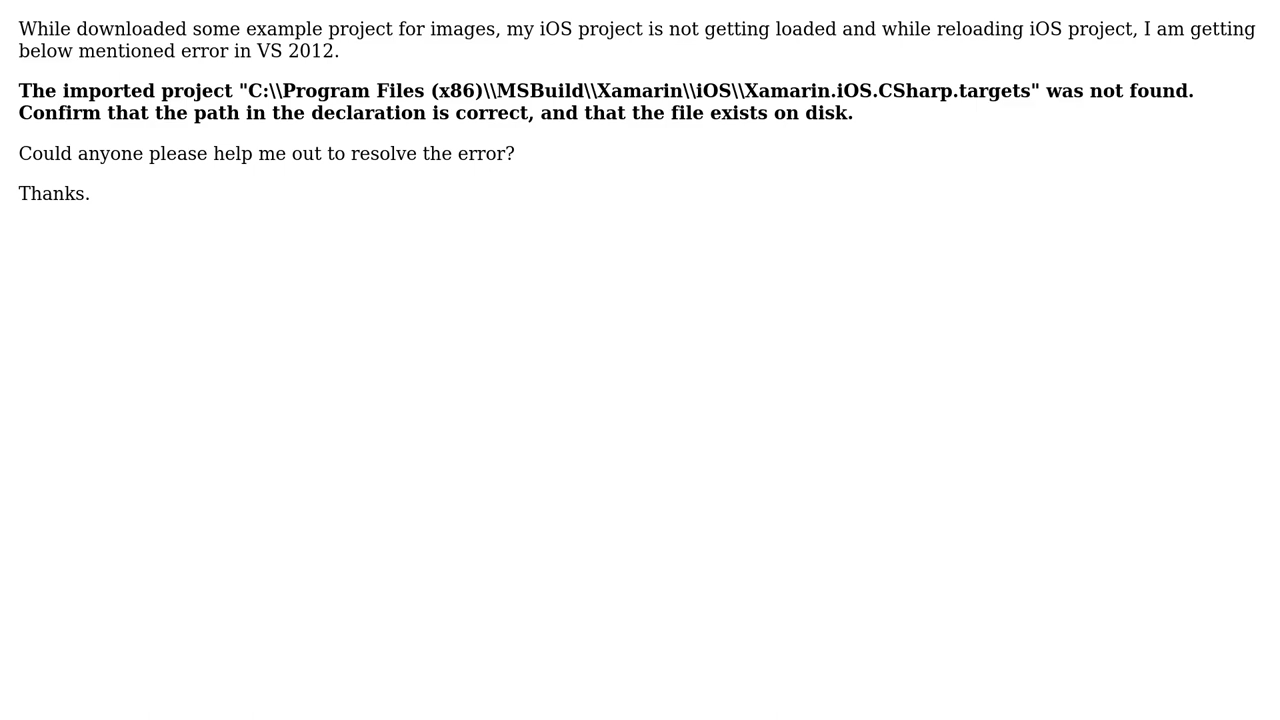 While downloaded some example project for images, my iOS project is not getting loaded and while reloading iOS project, I am getting
below mentioned error in VS 2012.
The imported project "C:\\Program Files (x86)\\MSBuild\\Xamarin\\iOS\\Xamarin.iOS.CSharp.targets" was not found.
Confirm that the path in the declaration is correct, and that the file exists on disk.
Could anyone please help me out to resolve the error?
Thanks.